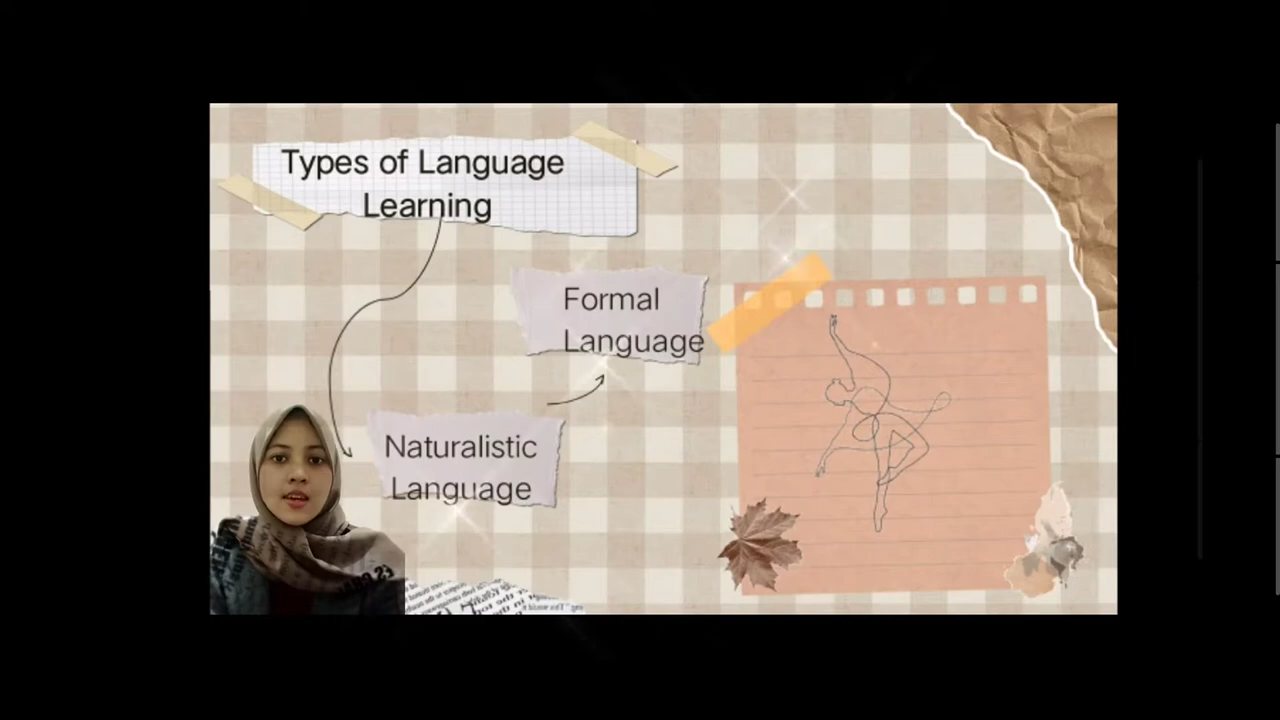 Types of Language
Learning
Formal
Language
Naturalistic
Language